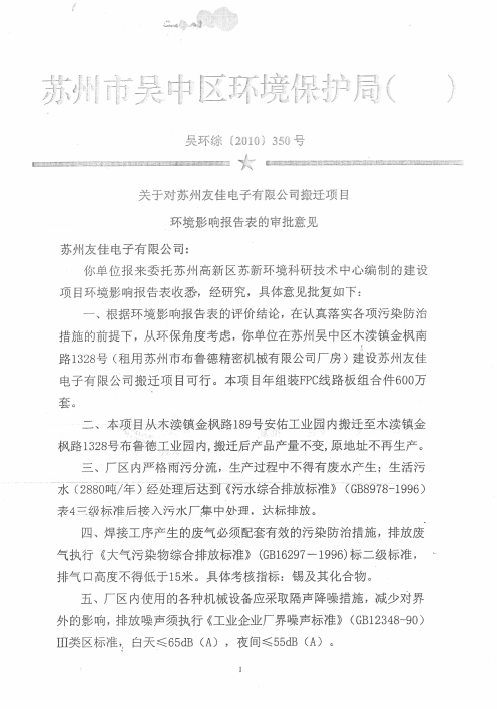 苏州市吴中区环境保护局(　　)
吴环综〔2010〕350号
关于对苏州友佳电子有限公司搬迁项目
环境影响报告表的审批意见
苏州友佳电子有限公司：
你单位报来委托苏州高新区苏新环境科研技术中心编制的建设
项目环境影响报告表收悉，经研究，具体意见批复如下：
一、根据环境影响报告表的评价结论，在认真落实各项污染防治
措施的前提下，从环保角度考虑，你单位在苏州吴中区木渎镇金枫南
路1328号（租用苏州市布鲁德精密机械有限公司厂房）建设苏州友佳
电子有限公司搬迁项目可行。本项目年组装FPC线路板组合件600万
套。
二、本项目从木渎镇金枫路189号安佑工业园内搬迁至木渎镇金
枫路1328号布鲁德工业园内，搬迁后产品产量不变，原地址不再生产。
三、厂区内严格雨污分流，生产过程中不得有废水产生；生活污
水（2880吨/年）经处理后达到《污水综合排放标准》（GB8978-1996）
表4三级标准后接入污水厂集中处理，达标排放。
四、焊接工序产生的废气必须配套有效的污染防治措施，排放废
气执行《大气污染物综合排放标准》(GB16297－1996)标二级标准，
排气口高度不得低于15米。具体考核指标：锡及其化合物。
五、厂区内使用的各种机械设备应采取隔声降噪措施，减少对界
外的影响，排放噪声须执行《工业企业厂界噪声标准》（GB12348-90）
Ⅲ类区标准，白天≤65dB（A），夜间≤55dB（A）。
1